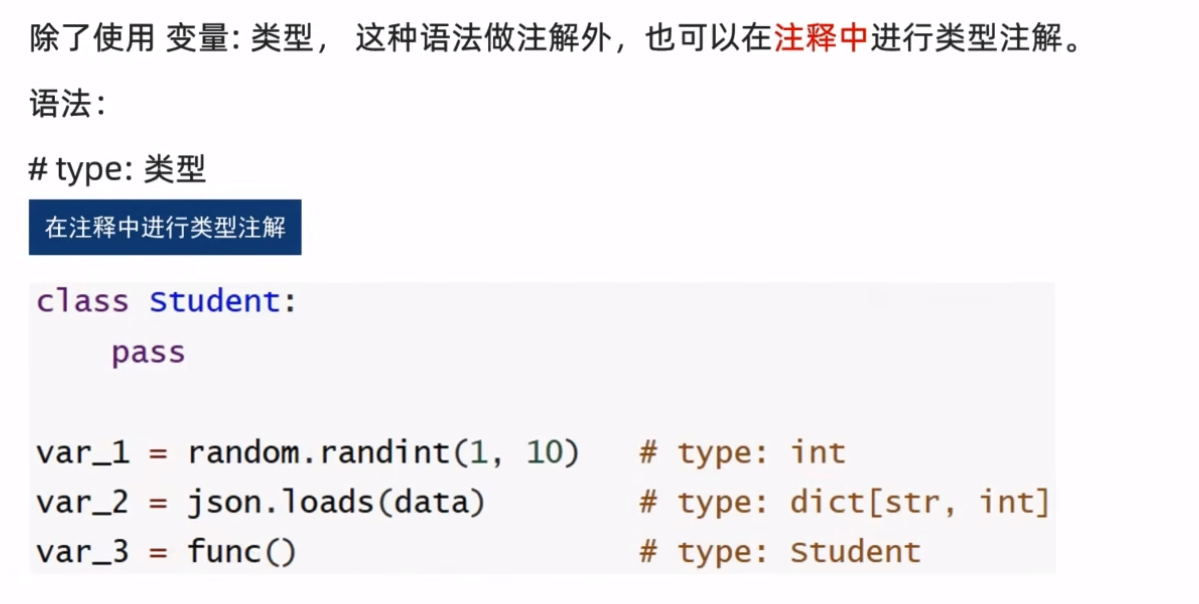 除了使用 变量: 类型， 这种语法做注解外，也可以在注释中进行类型注解。
语法：
# type: 类型
在注释中进行类型注解
class Student:
    pass
var_1 = random.randint(1, 10)   # type: int
var_2 = json.loads(data)        # type: dict[str, int]
var_3 = func()                  # type: Student